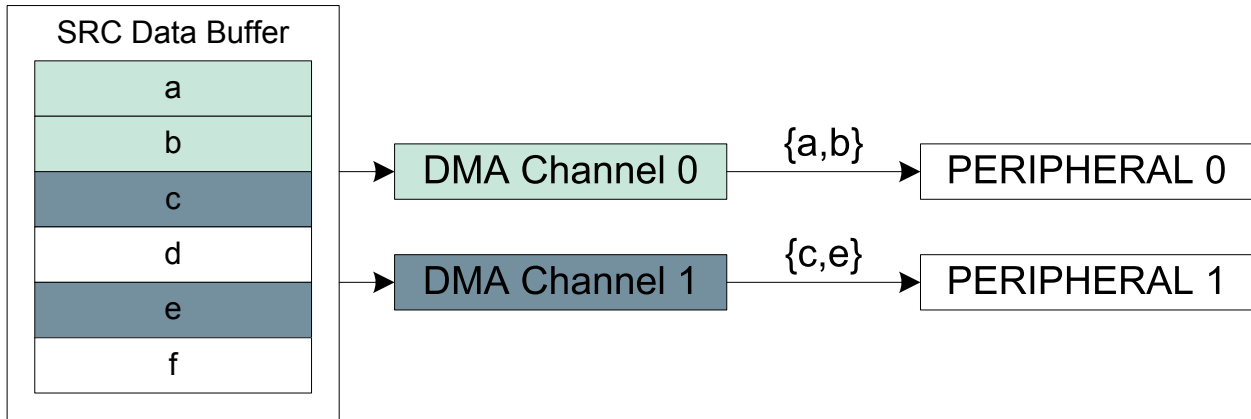 SRC Data Buffer
a
b
c
d
e
f
DMA Channel 0
{a,b}
PERIPHERAL 0
DMA Channel 1
{c,e}
PERIPHERAL 1